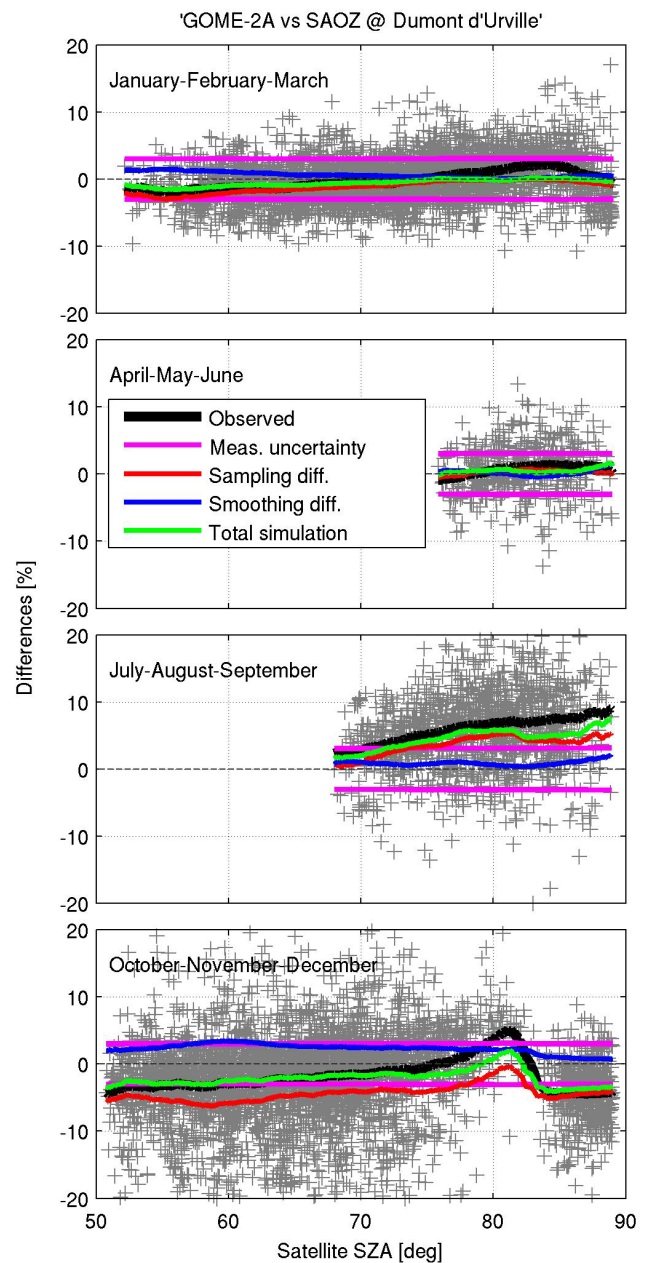 'GOME-2A vs SAOZ @ Dumont d'Urville'
20
January-February-March
10
0
-10
-20
20
April-May-June
10
Observed
Meas. uncertainty
0
Sampling diff.
Smoothing diff.
-10
Total simulation
-20
Differences [%]
20
July-August-September
10
0
-10
-20
20
October-November-December
10
0
-10
-20
50 60 70 80 90
Satellite SZA [deg]